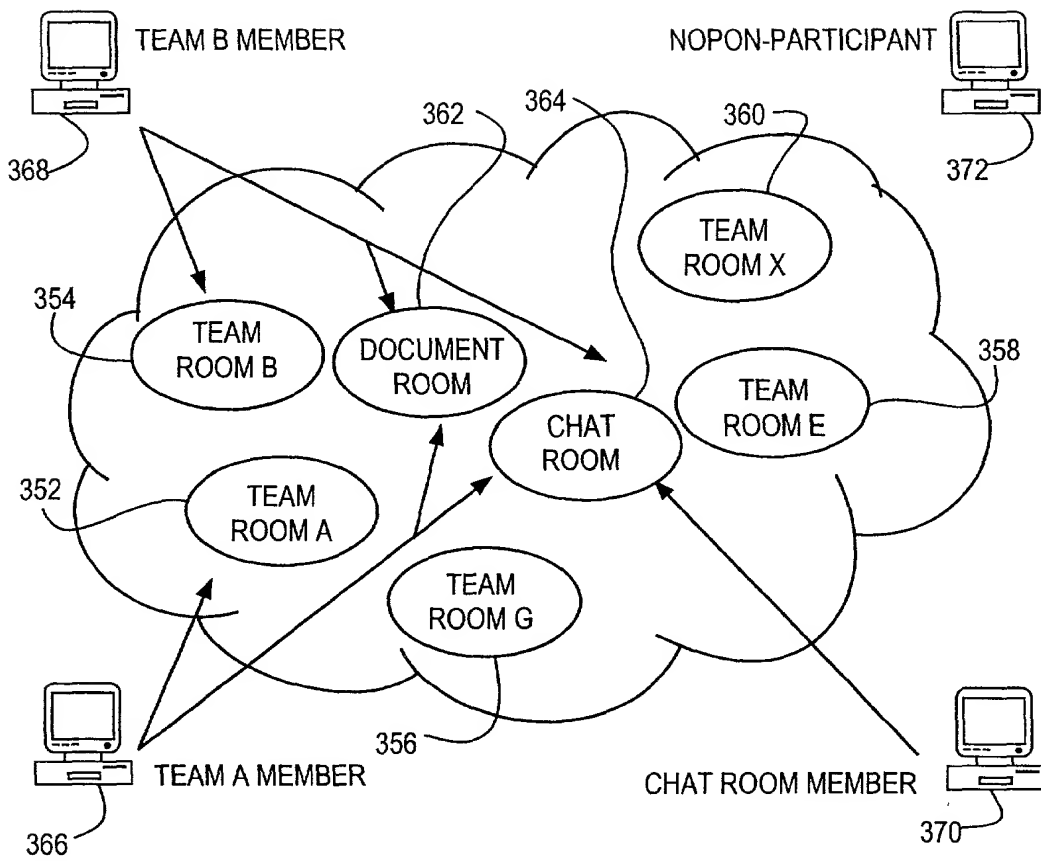 TEAM B MEMBER
NOPON-PARTICIPANT
368
362
364
360
372
TEAM
ROOM X
354
TEAM
ROOM B
DOCUMENT
ROOM
358
TEAM
ROOM E
CHAT
ROOM
352
TEAM
ROOM A
TEAM
ROOM G
356
TEAM A MEMBER
CHAT ROOM MEMBER
366
370